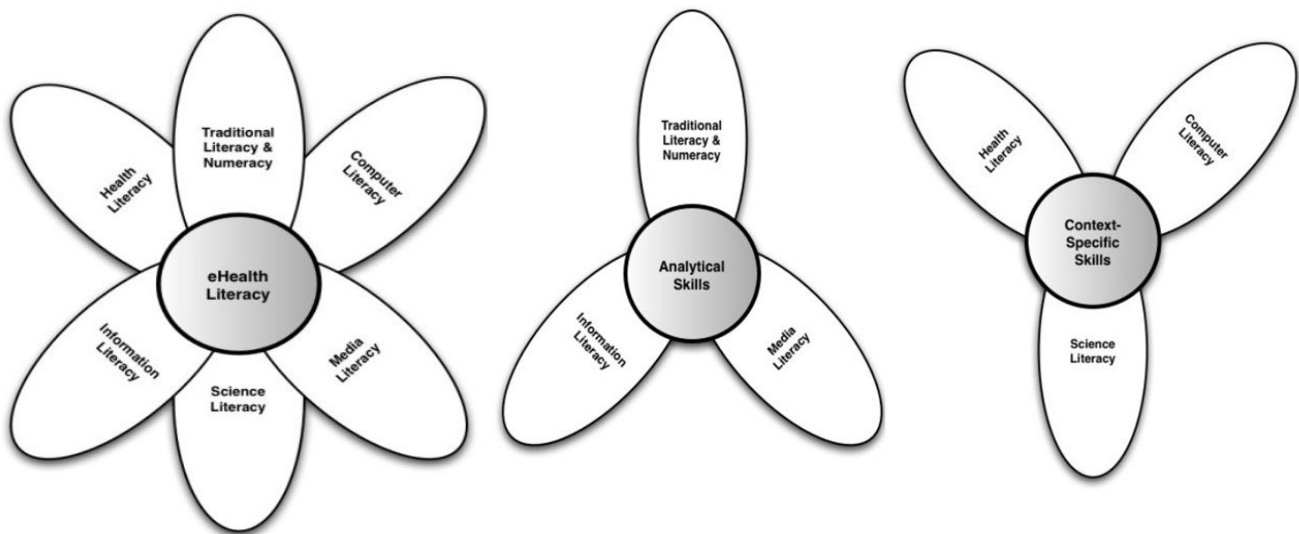 Traditional
Literacy &
Numeracy
Health
Literacy
Computer
Literacy
eHealth
Literacy
Information
Literacy
Media
Literacy
Science
Literacy
Traditional
Literacy &
Numeracy
Analytical
Skills
Information
Literacy
Media
Literacy
Health
Literacy
Computer
Literacy
Context-
Specific
Skills
Science
Literacy